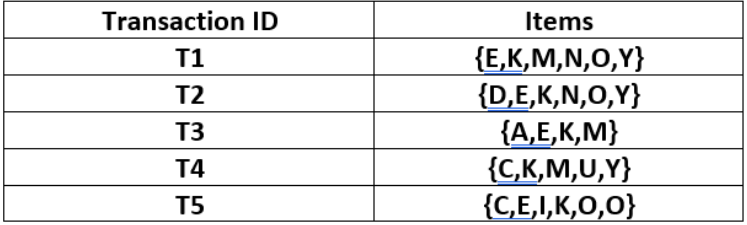 Transaction ID Items
T1 {E,K,M,N,O,Y}
T2 {D,E,K,N,O,Y}
T3 {A,E,K,M}
T4 {C,K,M,U,Y}
T5 {C,E,I,K,O,O}